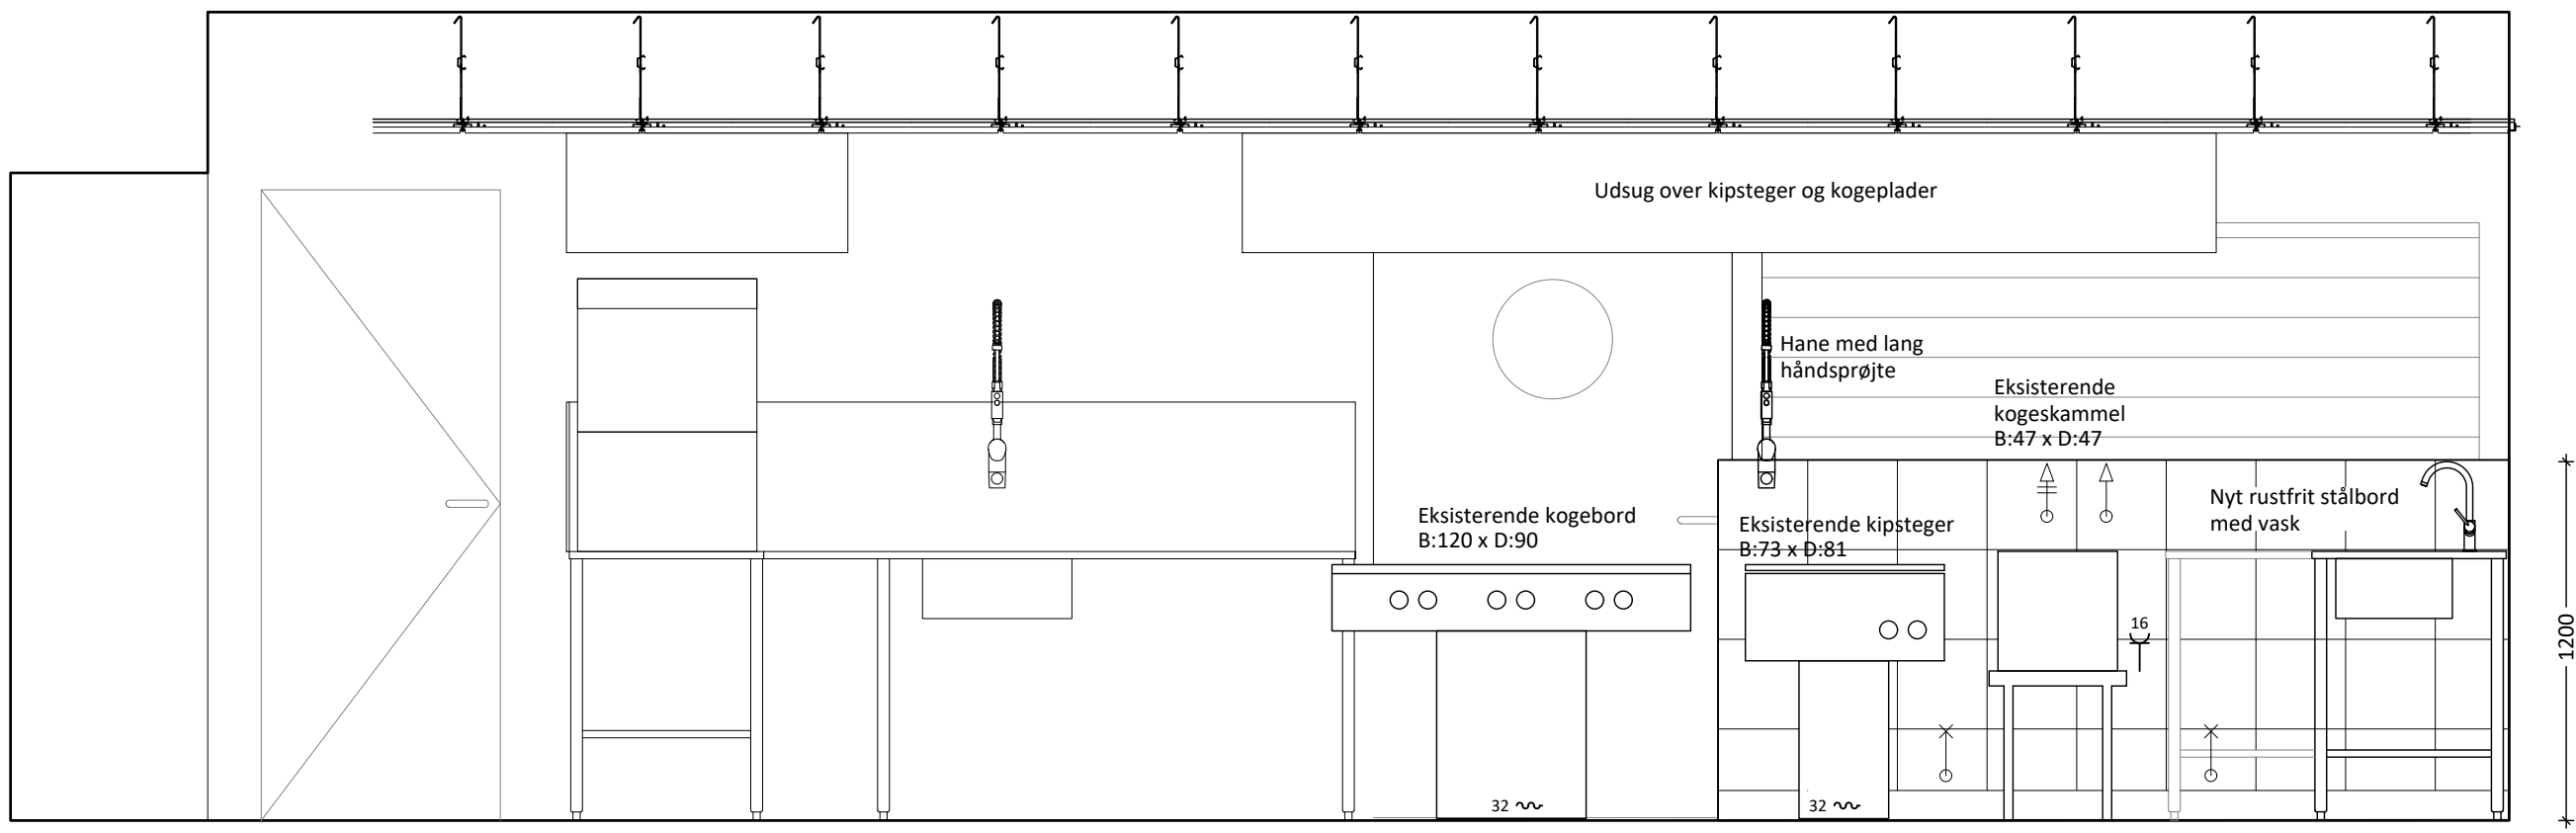 Udsug over kipsteger og kogeplader
Hane med lang
håndsprøjte
Eksisterende
kogeskammel
B:47 x D:47
Eksisterende kogebord
B:120 x D:90
Eksisterende kipsteger
B:73 x D:81
Nyt rustfrit stålbord
med vask
16
1200
32
32